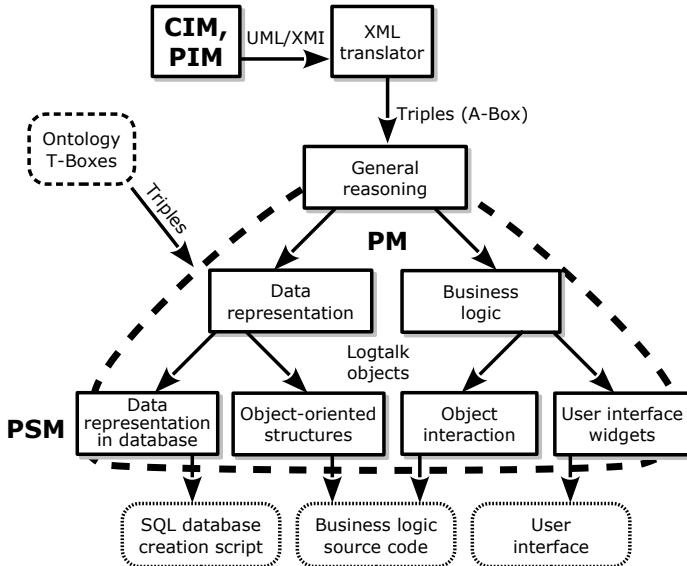 CIM,
PIM
UML/XMI
XML
translator
Triples (A-Box)
Ontology
T-Boxes
Triples
General
reasoning
PM
Data
representation
Business
logic
Logtalk
objects
PSM
Data
representation
in database
Object-oriented
structures
Object
interaction
User interface
widgets
SQL database
creation script
Business logic
source code
User
interface